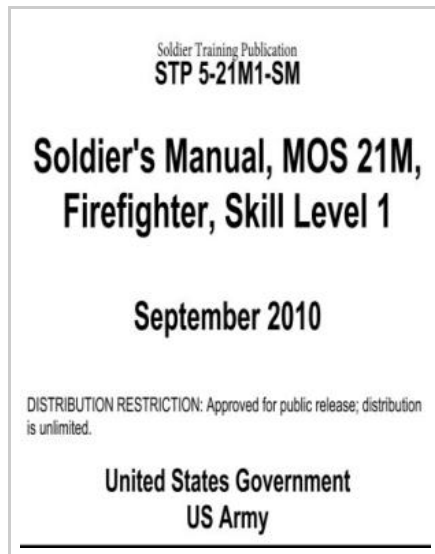 Soldier Training Publication
STP 5-21M1-SM
Soldier's Manual, MOS 21M,
Firefighter, Skill Level 1
September 2010
DISTRIBUTION RESTRICTION: Approved for public release; distribution
is unlimited.
United States Government
US Army